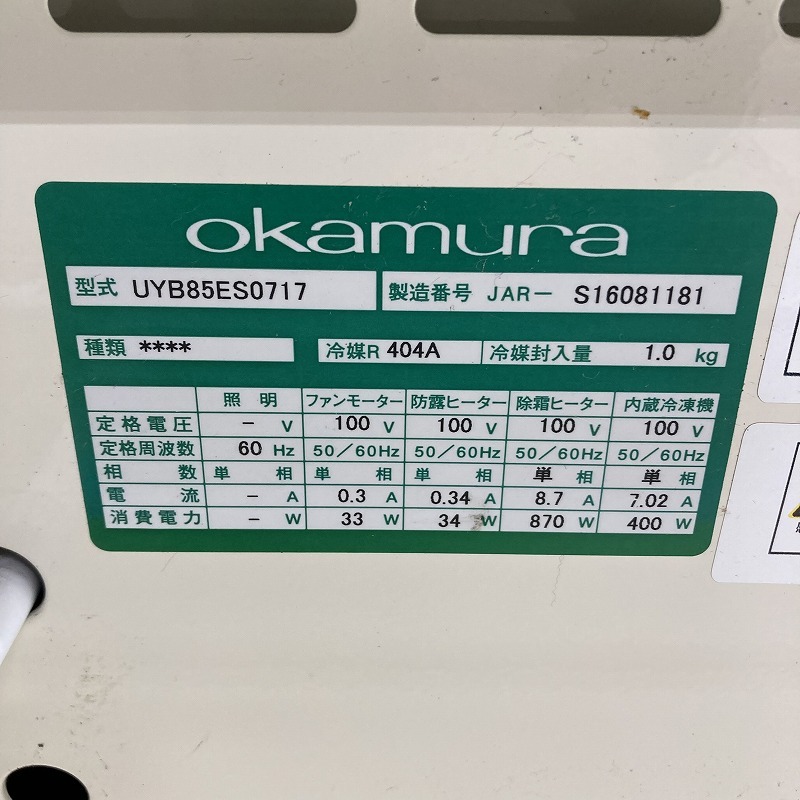 okamura
型式 UYB85ES0717 製造番号 JAR- S16081181
種類 **** 冷媒R 404A 冷媒封入量 1.0 kg
照明 ファンモーター 防露ヒーター 除霜ヒーター 内蔵冷凍機
定格電圧 - V 100 V 100 V 100 V 100 V
定格周波数 60 Hz 50/60Hz 50/60Hz 50/60Hz 50/60Hz
相数 単相 単相 単相 単相 単相
電流 - A 0.3 A 0.34 A 8.7 A 7.02 A
消費電力 - W 33 W 34 W 870 W 400 W